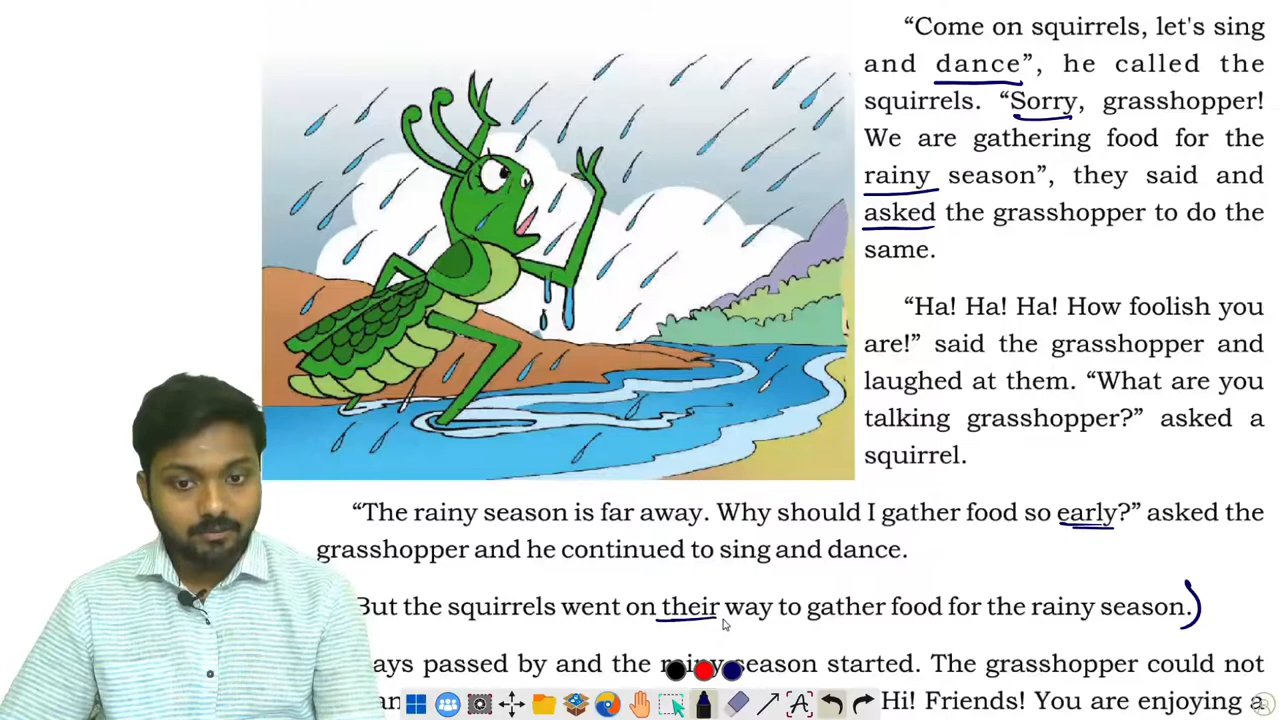 “Come on squirrels, let's sing
and dance”, he called the
squirrels. “Sorry, grasshopper!
We are gathering food for the
rainy season”, they said and
asked the grasshopper to do the
same.
“Ha! Ha! Ha! How foolish you
are!” said the grasshopper and
laughed at them. “What are you
talking grasshopper?” asked a
squirrel.
“The rainy season is far away. Why should I gather food so early?” asked the
grasshopper and he continued to sing and dance.
But the squirrels went on their way to gather food for the rainy season.
passed by and the rainy season started. The grasshopper could not
Hi! Friends! You are enjoying a